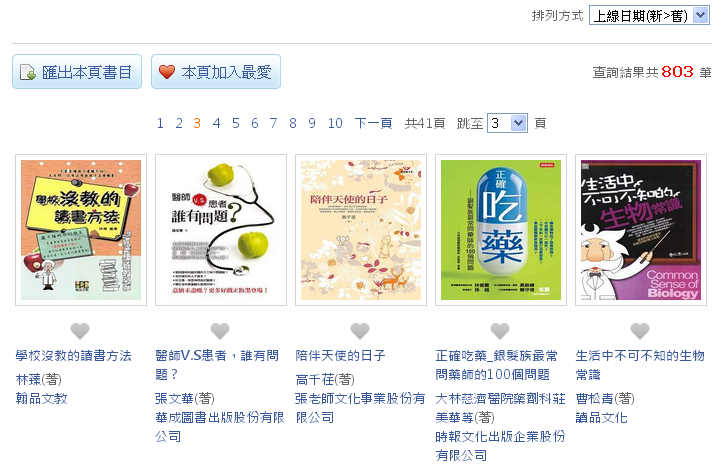 排列方式 上線日期(新>舊)
匯出本頁書目 本頁加入最愛 查詢結果共 803 筆
1 2 3 4 5 6 7 8 9 10 下一頁 共41頁 跳至 3 頁
學校沒教的
讀書方法
醫師V.S患者
誰有問題?
陪伴天使的日子
正確
吃藥
生活中
不可不知的
生物常識
Common
Sense of
Biology
學校沒教的讀書方法
林蓁(著)
翰品文教
醫師V.S患者，誰有問
題？
張文華(著)
華成圖書出版股份有限
公司
陪伴天使的日子
高千荏(著)
張老師文化事業股份有
限公司
正確吃藥_銀髮族最常
問藥師的100個問題
大林慈濟醫院藥劑科莊
美華等(著)
時報文化出版企業股份
有限公司
生活中不可不知的生物
常識
曹松青(著)
讀品文化